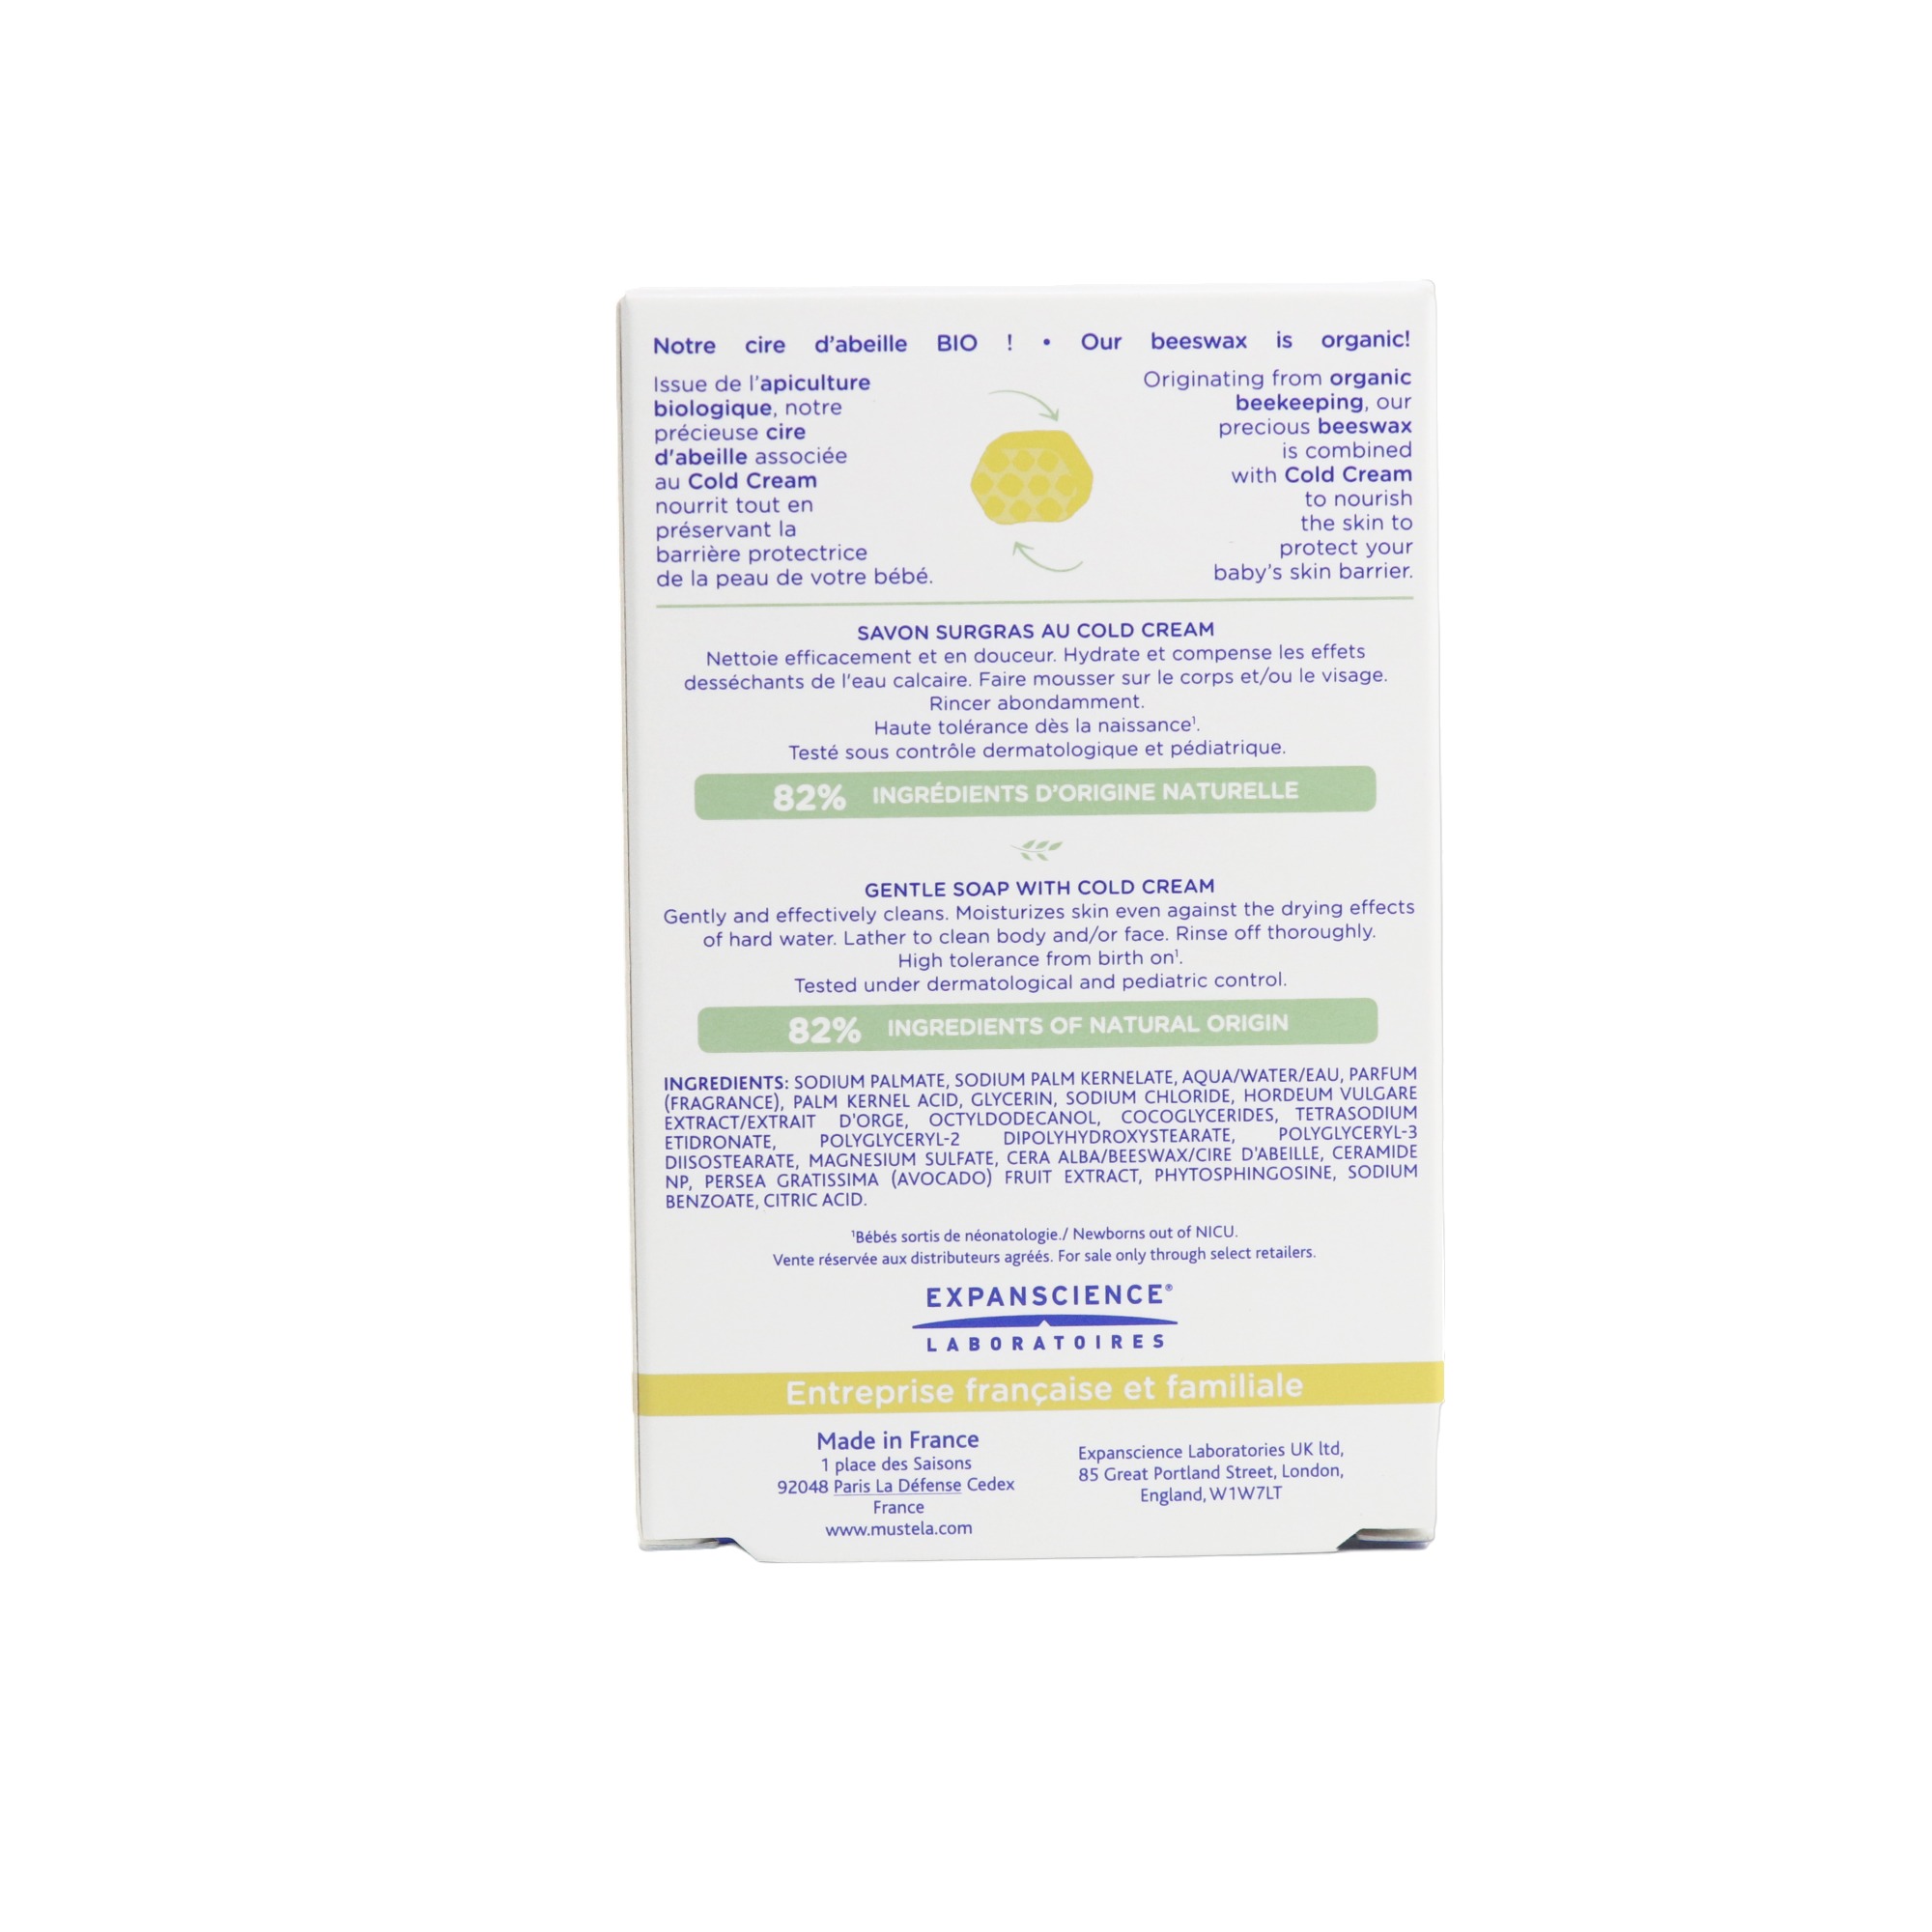 Notre cire d'abeille BIO ! • Our beeswax is organic!
Issue de l'apiculture
biologique, notre
précieuse cire
d'abeille associée
au Cold Cream
nourrit tout en
préservant la
barrière protectrice
de la peau de votre bébé.
Originating from organic
beekeeping, our
precious beeswax
is combined
with Cold Cream
to nourish
the skin to
protect your
baby's skin barrier.
SAVON SURGRAS AU COLD CREAM
Nettoie efficacement et en douceur. Hydrate et compense les effets
desséchants de l'eau calcaire. Faire mousser sur le corps et/ou le visage.
Rincer abondamment.
Haute tolérance dès la naissance¹.
Testé sous contrôle dermatologique et pédiatrique.
82% INGRÉDIENTS D'ORIGINE NATURELLE
GENTLE SOAP WITH COLD CREAM
Gently and effectively cleans. Moisturizes skin even against the drying effects
of hard water. Lather to clean body and/or face. Rinse off thoroughly.
High tolerance from birth on¹.
Tested under dermatological and pediatric control.
82% INGREDIENTS OF NATURAL ORIGIN
INGREDIENTS: SODIUM PALMATE, SODIUM PALM KERNELATE, AQUA/WATER/EAU, PARFUM
(FRAGRANCE), PALM KERNEL ACID, GLYCERIN, SODIUM CHLORIDE, HORDEUM VULGARE
EXTRACT/EXTRAIT D'ORGE, OCTYLDODECANOL, COCOGLYCERIDES, TETRASODIUM
ETIDRONATE, POLYGLYCERYL-2 DIPOLYHYDROXYSTEARATE, POLYGLYCERYL-3
DIISOSTEARATE, MAGNESIUM SULFATE, CERA ALBA/BEESWAX/CIRE D'ABEILLE, CERAMIDE
NP, PERSEA GRATISSIMA (AVOCADO) FRUIT EXTRACT, PHYTOSPHINGOSINE, SODIUM
BENZOATE, CITRIC ACID.
¹Bébés sortis de néonatologie./ Newborns out of NICU.
Vente réservée aux distributeurs agréés. For sale only through select retailers.
EXPANSCIENCE®
LABORATOIRES
Entreprise française et familiale
Made in France
1 place des Saisons
92048 Paris La Défense Cedex
France
www.mustela.com
Expanscience Laboratories UK ltd,
85 Great Portland Street, London,
England, W1W7LT